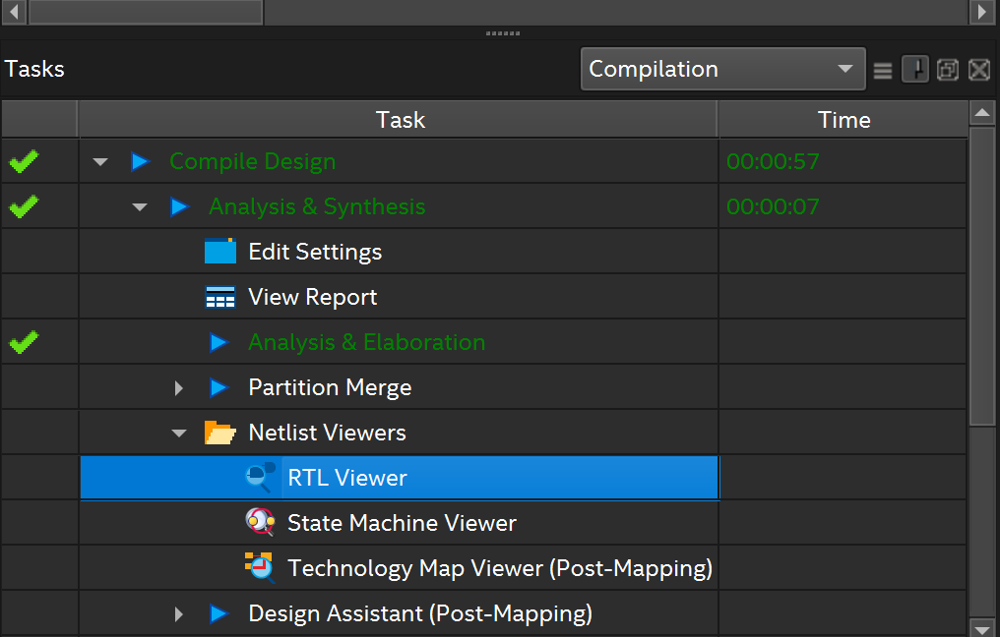 Tasks Compilation
Task Time
Compile Design 00:00:57
Analysis & Synthesis 00:00:07
Edit Settings
View Report
Analysis & Elaboration
Partition Merge
Netlist Viewers
RTL Viewer
State Machine Viewer
Technology Map Viewer (Post-Mapping)
Design Assistant (Post-Mapping)